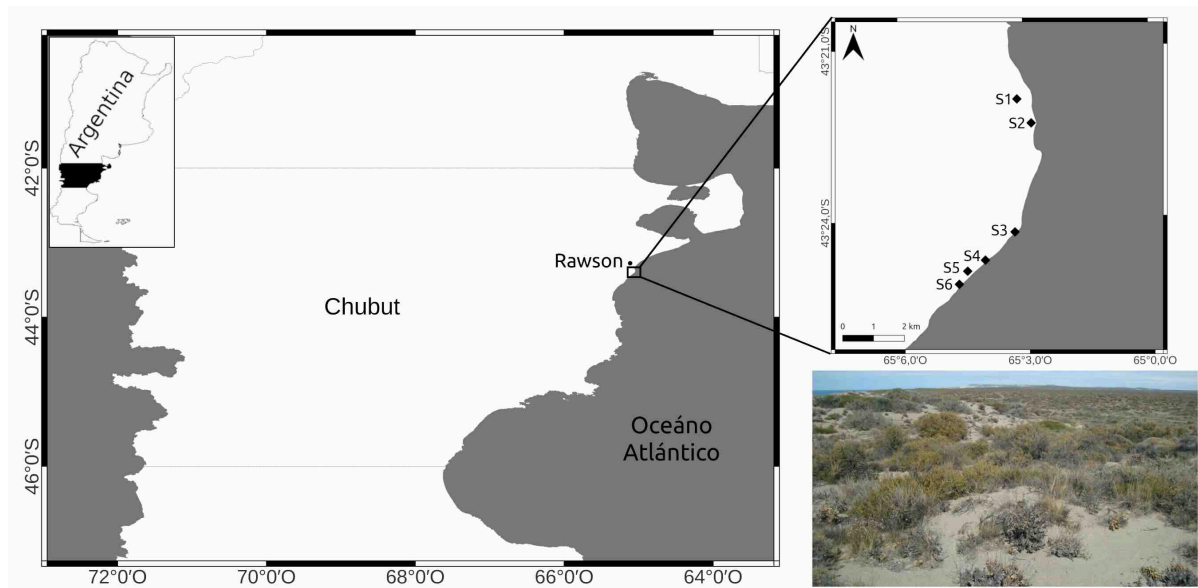 Argentina
42°0'S
44°0'S
46°0'S
Chubut
Rawson
Oceáno
Atlántico
72°0'O
70°0'O
68°0'O
66°0'O
64°0'O
N
43°21,0'S
43°24,0'S
S1
S2
S3
S4
S5
S6
0 1 2 km
65°6,0'O
65°3,0'O
65°0,0'O